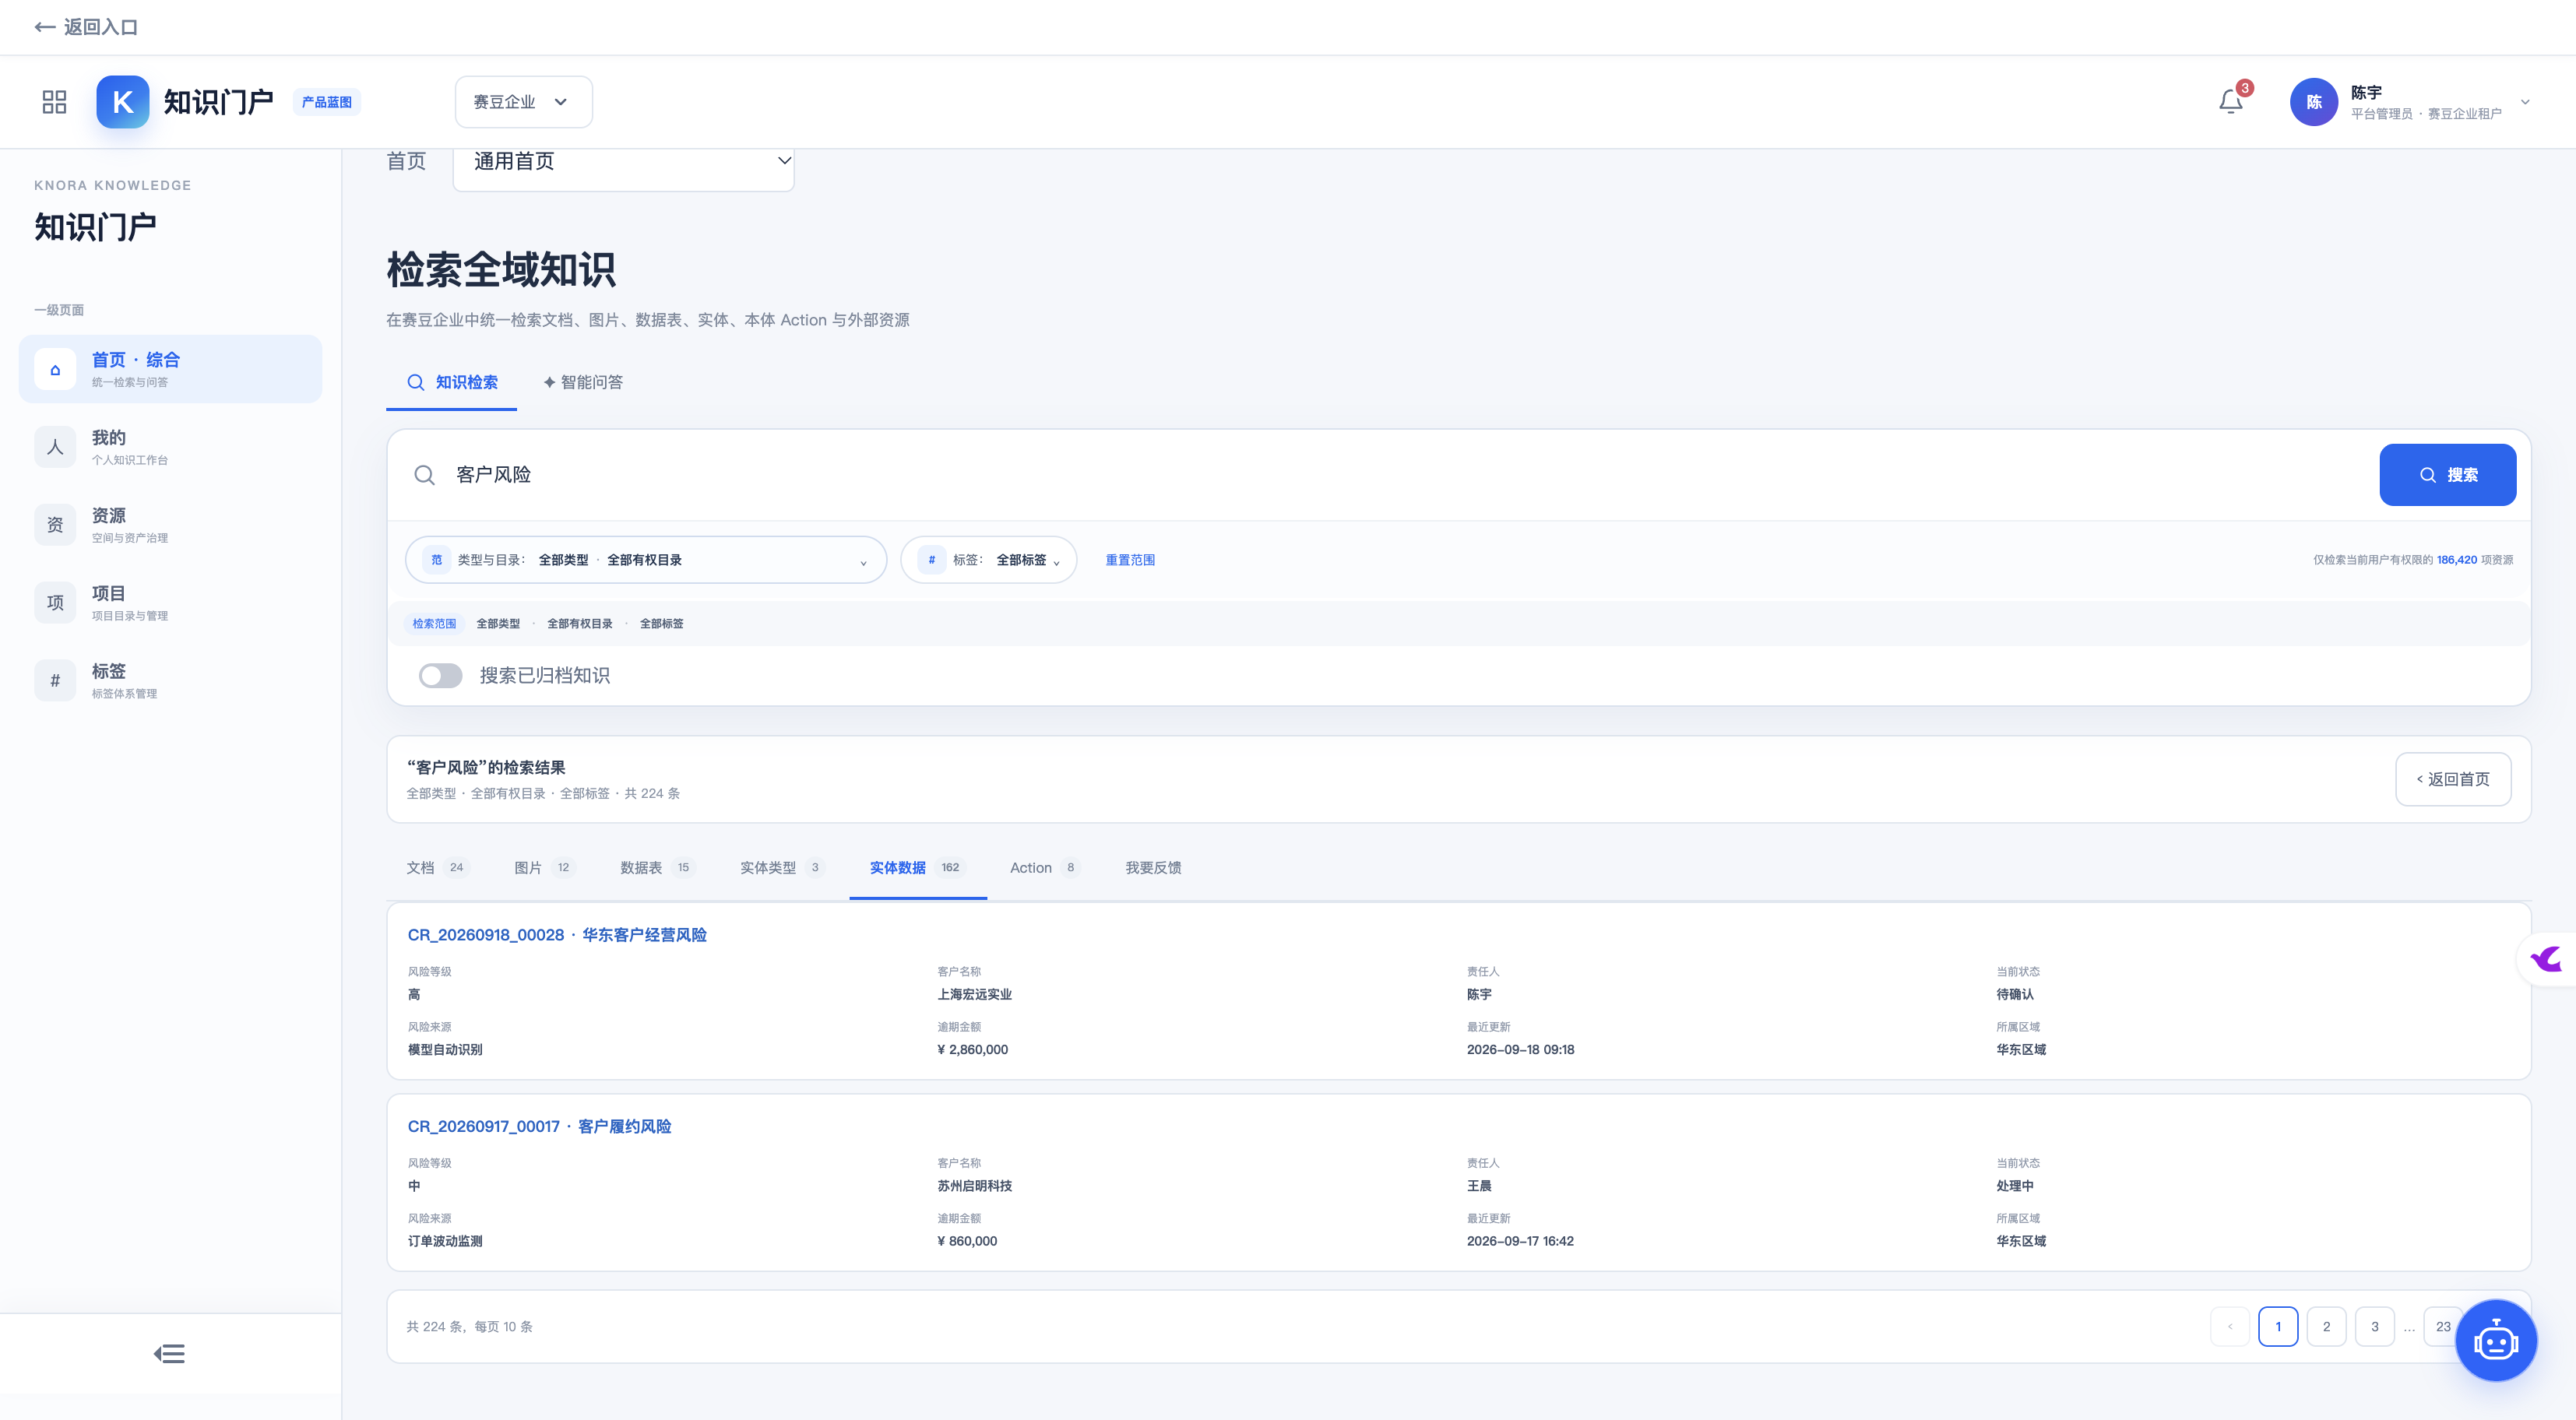 ← 返回入口
K 知识门户 产品蓝图 赛豆企业 3 陈 陈宇
平台管理员 · 赛豆企业租户
KNORA KNOWLEDGE
知识门户
一级页面
首页 · 综合
统一检索与问答
人 我的
个人知识工作台
资 资源
空间与资产治理
项 项目
项目目录与管理
# 标签
标签体系管理
首页 通用首页
检索全域知识
在赛豆企业中统一检索文档、图片、数据表、实体、本体 Action 与外部资源
知识检索 ✦ 智能问答
客户风险 搜索
范 类型与目录： 全部类型 · 全部有权目录 # 标签： 全部标签 重置范围 仅检索当前用户有权限的 186,420 项资源
检索范围 全部类型 · 全部有权目录 · 全部标签
搜索已归档知识
“客户风险”的检索结果
全部类型 · 全部有权目录 · 全部标签 · 共 224 条
‹ 返回首页
文档 24 图片 12 数据表 15 实体类型 3 实体数据 162 Action 8 我要反馈
CR_20260918_00028 · 华东客户经营风险
风险等级 客户名称 责任人 当前状态
高 上海宏远实业 陈宇 待确认
风险来源 逾期金额 最近更新 所属区域
模型自动识别 ¥ 2,860,000 2026-09-18 09:18 华东区域
CR_20260917_00017 · 客户履约风险
风险等级 客户名称 责任人 当前状态
中 苏州启明科技 王晨 处理中
风险来源 逾期金额 最近更新 所属区域
订单波动监测 ¥ 860,000 2026-09-17 16:42 华东区域
共 224 条，每页 10 条 ‹ 1 2 3 … 23